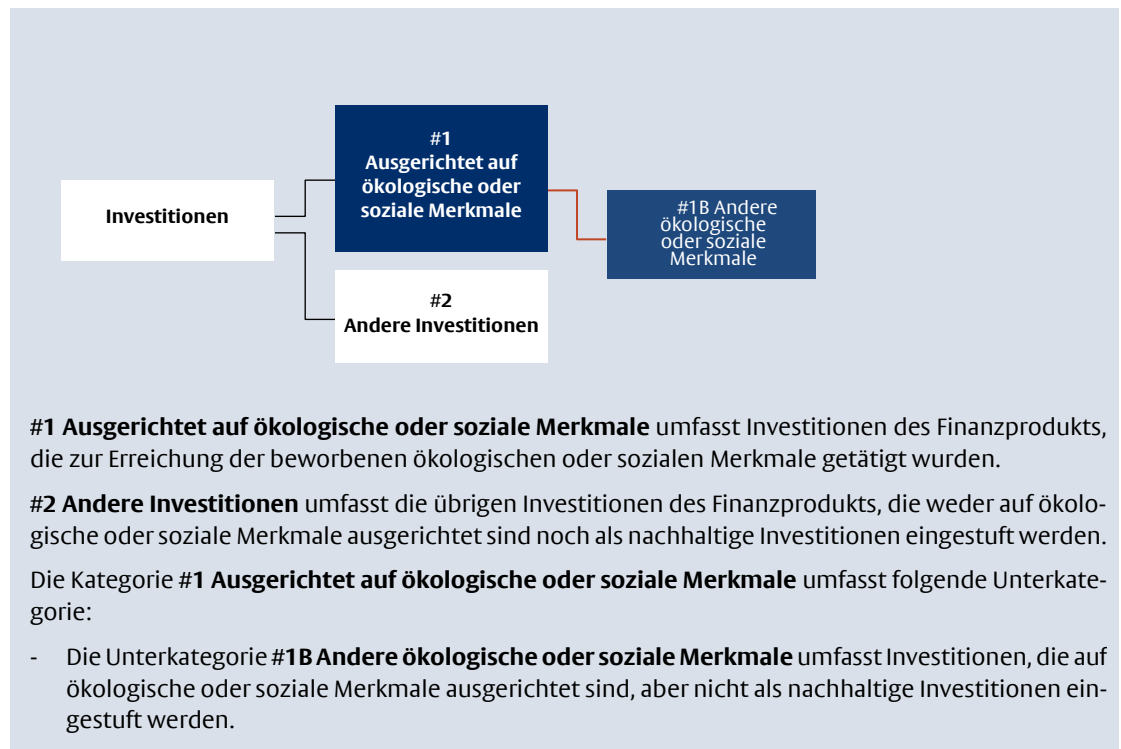 #1
Ausgerichtet auf
ökologische oder
soziale Merkmale
Investitionen
#1B Andere
ökologische
oder soziale
Merkmale
#2
Andere Investitionen
#1 Ausgerichtet auf ökologische oder soziale Merkmale umfasst Investitionen des Finanzprodukts,
die zur Erreichung der beworbenen ökologischen oder sozialen Merkmale getätigt wurden.
#2 Andere Investitionen umfasst die übrigen Investitionen des Finanzprodukts, die weder auf ökolo-
gische oder soziale Merkmale ausgerichtet sind noch als nachhaltige Investitionen eingestuft werden.
Die Kategorie #1 Ausgerichtet auf ökologische oder soziale Merkmale umfasst folgende Unterkate-
gorie:
- Die Unterkategorie #1B Andere ökologische oder soziale Merkmale umfasst Investitionen, die auf
ökologische oder soziale Merkmale ausgerichtet sind, aber nicht als nachhaltige Investitionen ein-
gestuft werden.